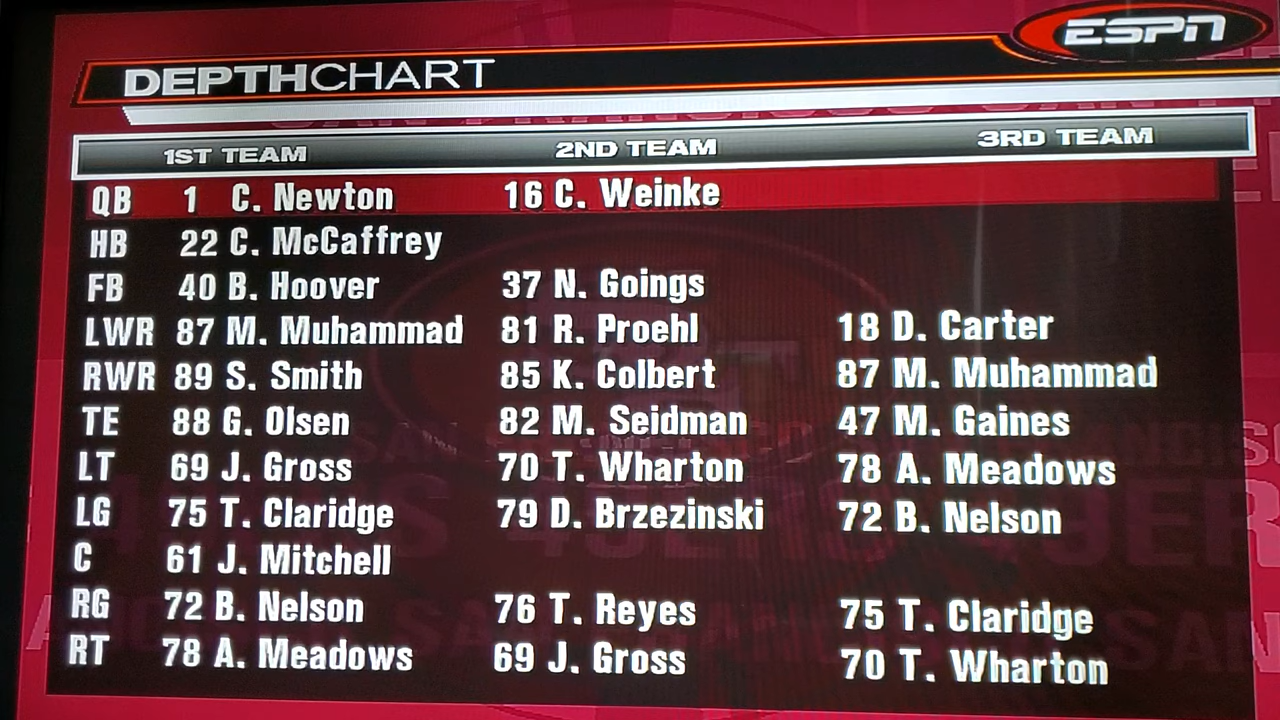 ESPN
DEPTHCHART
1ST TEAM 2ND TEAM 3RD TEAM
QB 1 C. Newton 16 C. Weinke
HB 22 C. McCaffrey
FB 40 B. Hoover 37 N. Goings
LWR 87 M. Muhammad 81 R. Proehl 18 D. Carter
RWR 89 S. Smith 85 K. Colbert 87 M. Muhammad
TE 88 G. Olsen 82 M. Seidman 47 M. Gaines
LT 69 J. Gross 70 T. Wharton 78 A. Meadows
LG 75 T. Claridge 79 D. Brzezinski 72 B. Nelson
C 61 J. Mitchell
RG 72 B. Nelson 76 T. Reyes 75 T. Claridge
RT 78 A. Meadows 69 J. Gross 70 T. Wharton